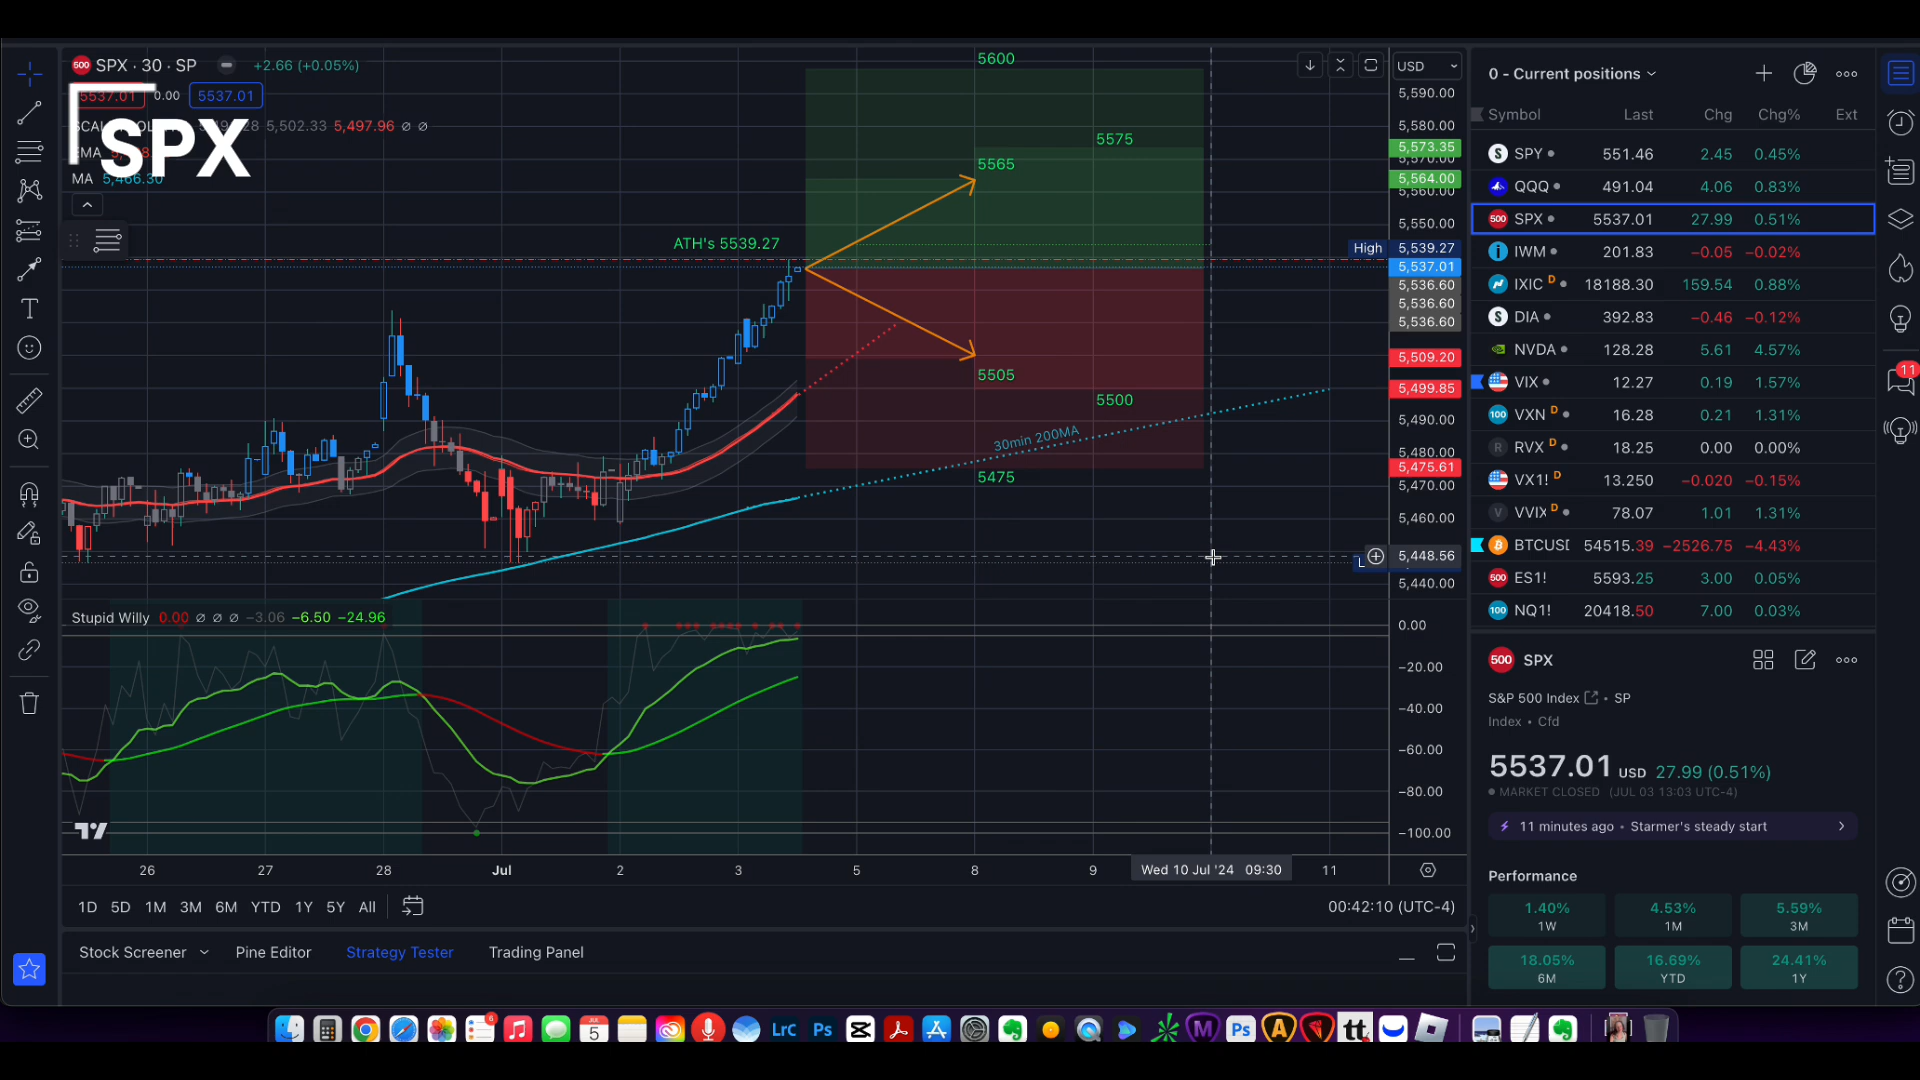 SPX · 30 · SP +2.66 (+0.05%)
5537.01 0.00 5537.01
5,502.33 5,497.96 ∅ ∅
SPX
MA 5,466.30
5600
5575
5565
ATH's 5539.27
5505
5500
30min 200MA
5475
USD
5,590.00
5,580.00
5,573.35
5,570.00
5,564.00
5,560.00
5,550.00
High 5,539.27
5,537.01
5,536.60
5,536.60
5,536.60
5,509.20
5,499.85
5,490.00
5,480.00
5,475.61
5,470.00
5,460.00
5,448.56
L
5,440.00
Stupid Willy 0.00 ∅ ∅ ∅ −3.06 −6.50 −24.96
0.00
−20.00
−40.00
−60.00
−80.00
−100.00
26 27 28 Jul 2 3 5 8 9 Wed 10 Jul '24 09:30 11
1D 5D 1M 3M 6M YTD 1Y 5Y All
00:42:10 (UTC-4)
Stock Screener Pine Editor Strategy Tester Trading Panel
0 - Current positions
Symbol Last Chg Chg% Ext
SPY 551.46 2.45 0.45%
QQQ 491.04 4.06 0.83%
SPX 5537.01 27.99 0.51%
IWM 201.83 −0.05 −0.02%
IXIC D 18188.30 159.54 0.88%
DIA 392.83 −0.46 −0.12%
NVDA 128.28 5.61 4.57%
VIX 12.27 0.19 1.57%
VXN D 16.28 0.21 1.31%
RVX D 18.25 0.00 0.00%
VX1! D 13.250 −0.020 −0.15%
VVIX D 78.07 1.01 1.31%
BTCUSD 54515.39 −2526.75 −4.43%
ES1! 5593.25 3.00 0.05%
NQ1! 20418.50 7.00 0.03%
500 SPX
S&P 500 Index • SP
Index • Cfd
5537.01 USD 27.99 (0.51%)
MARKET CLOSED (JUL 03 13:03 UTC-4)
11 minutes ago • Starmer's steady start
Performance
1.40% 4.53% 5.59%
1W 1M 3M
18.05% 16.69% 24.41%
6M YTD 1Y
11
6
JUL
5
LrC Ps Ps tt